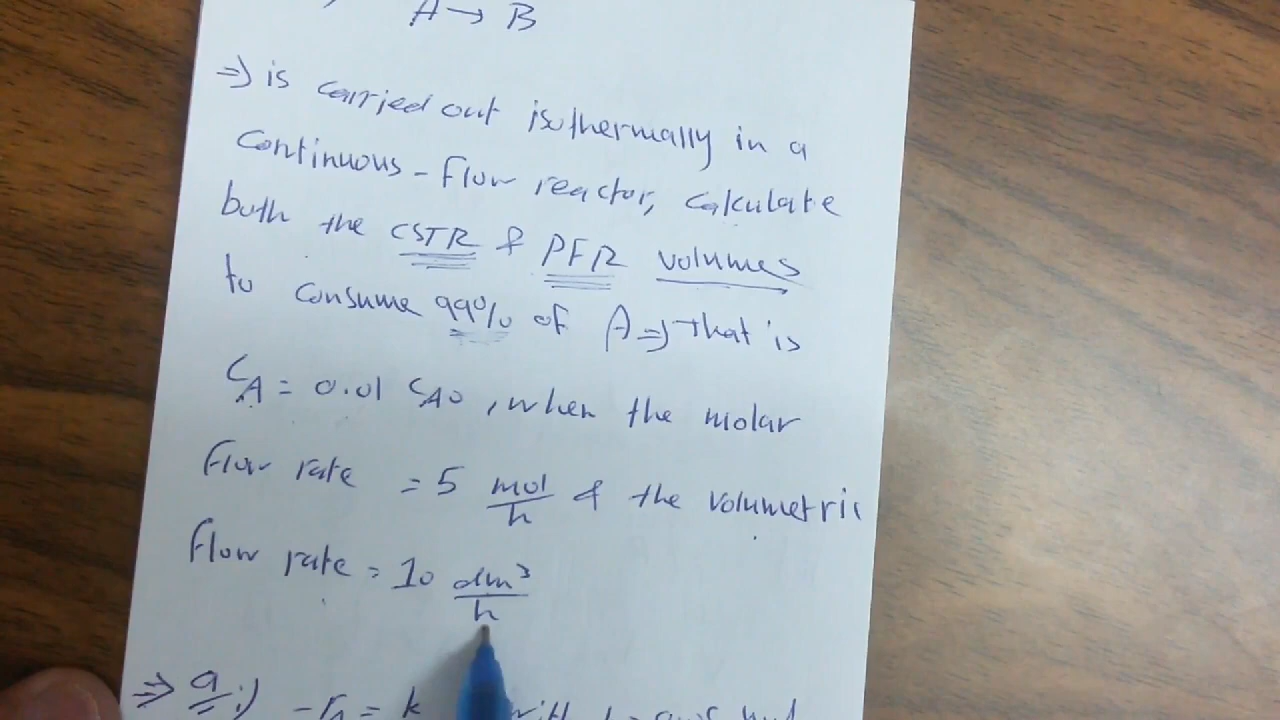 A → B
⇒ is carried out isothermally in a
continuous - flow reactor, calculate
both the CSTR & PFR volumes
to consume 99% of A ⇒ that is
CA = 0.01 CA0 , when the molar
flow rate = 5 mol/h & the volumetric
flow rate = 10 dm³/h
⇒ a) -rA = k with